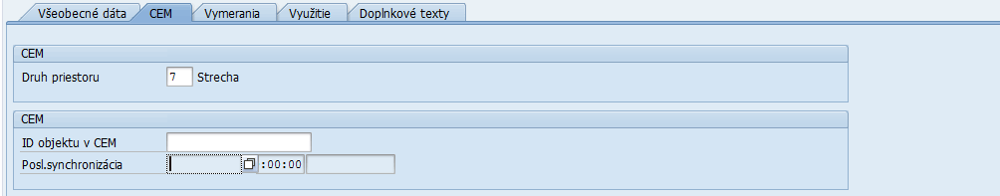 Všeobecné dáta CEM Vymerania Využitie Doplnkové texty
CEM
Druh priestoru 7 Strecha
CEM
ID objektu v CEM
Posl.synchronizácia :00:00